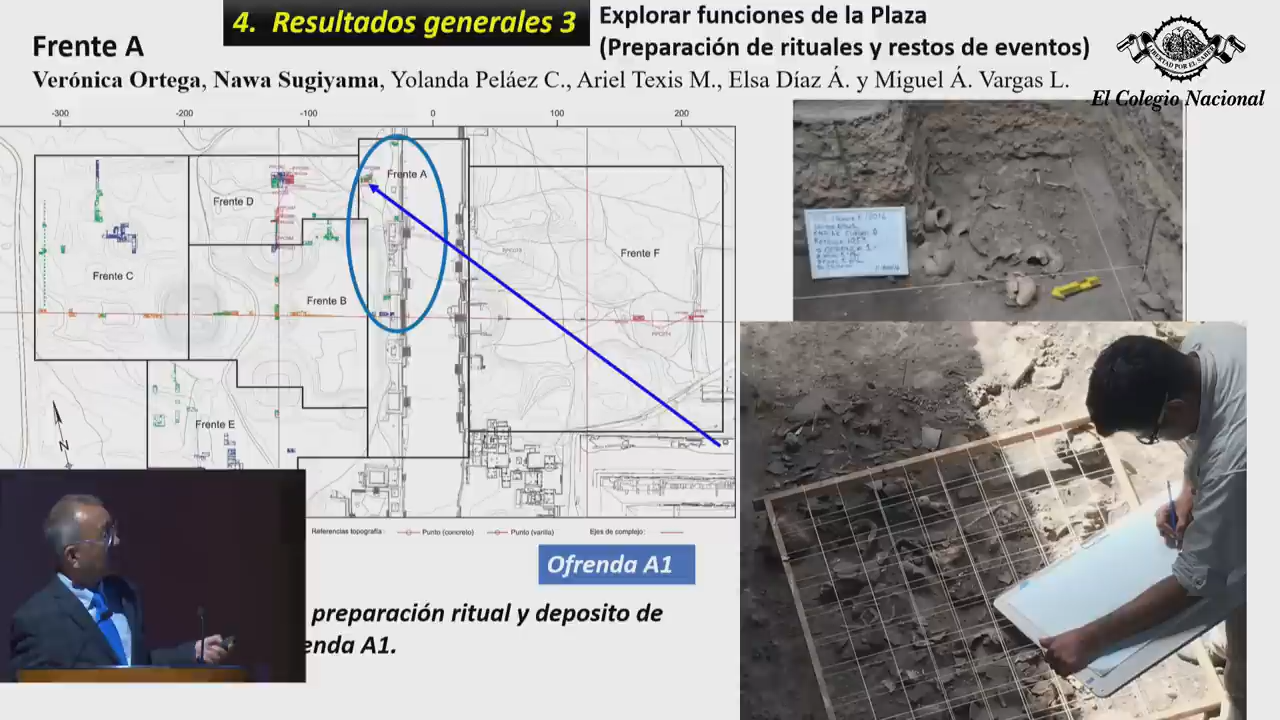 4. Resultados generales 3
Explorar funciones de la Plaza
(Preparación de rituales y restos de eventos)
Frente A
Verónica Ortega, Nawa Sugiyama, Yolanda Peláez C., Ariel Texis M., Elsa Díaz Á. y Miguel Á. Vargas L.
El Colegio Nacional
-300 -200 -100 0 100 200
Frente A
Frente D
Frente F
Frente C
Frente B
Frente E
N
Referencias topografía: Punto (concreto) Punto (varilla) Ejes de complejo:
Ofrenda A1
preparación ritual y deposito de
enda A1.